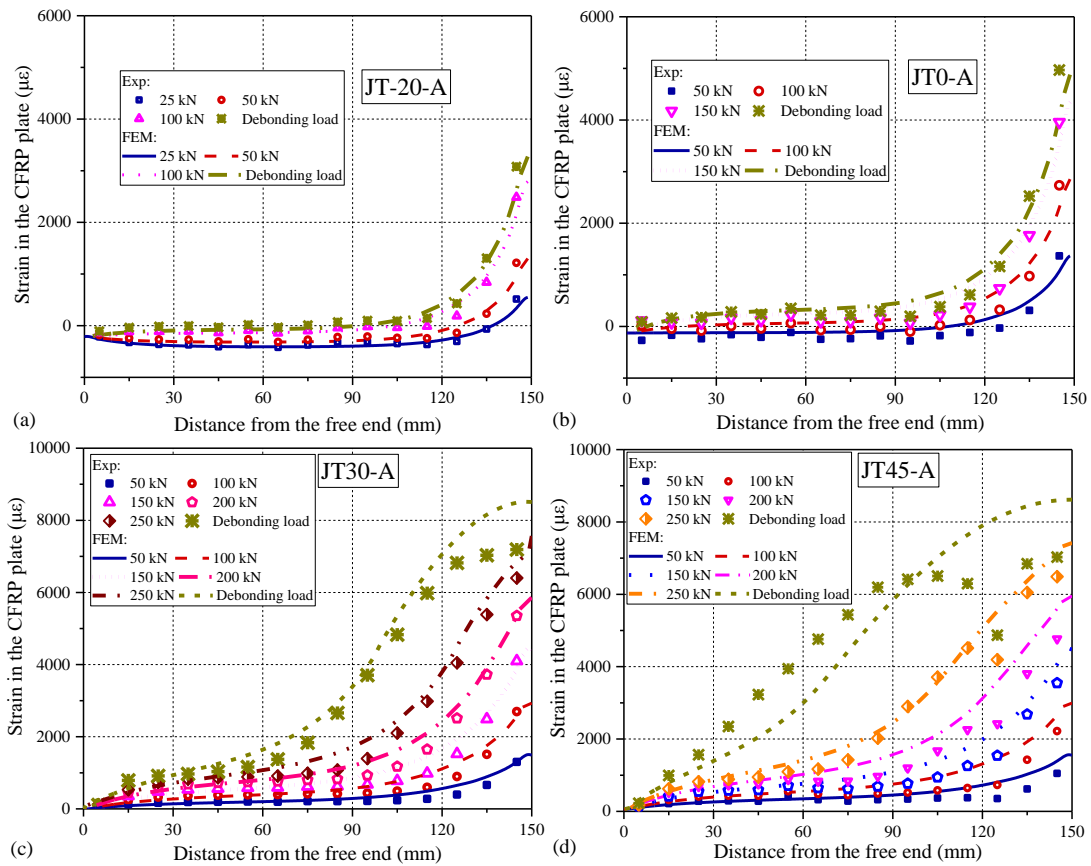 6000
4000
2000
0
Strain in the CFRP plate (με)
JT-20-A
Exp:
25 kN 50 kN
100 kN Debonding load
FEM:
25 kN 50 kN
100 kN Debonding load
0 30 60 90 120 150
Distance from the free end (mm)
(a)
6000
4000
2000
0
Strain in the CFRP plate (με)
JT0-A
Exp:
50 kN 100 kN
150 kN Debonding load
FEM:
50 kN 100 kN
150 kN Debonding load
0 30 60 90 120 150
Distance from the free end (mm)
(b)
10000
8000
6000
4000
2000
0
Strain in the CFRP plate (με)
JT30-A
Exp:
50 kN 100 kN
150 kN 200 kN
250 kN Debonding load
FEM:
50 kN 100 kN
150 kN 200 kN
250 kN Debonding load
0 30 60 90 120 150
Distance from the free end (mm)
(c)
10000
8000
6000
4000
2000
0
Strain in the CFRP plate (με)
JT45-A
Exp:
50 kN 100 kN
150 kN 200 kN
250 kN Debonding load
FEM:
50 kN 100 kN
150 kN 200 kN
250 kN Debonding load
0 30 60 90 120 150
Distance from the free end (mm)
(d)